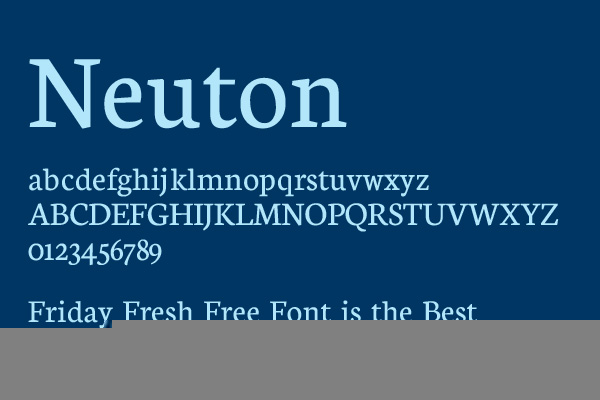 Neuton
abcdefghijklmnopqrstuvwxyz
ABCDEFGHIJKLMNOPQRSTUVWXYZ
0123456789
Friday Fresh Free Font is the Best